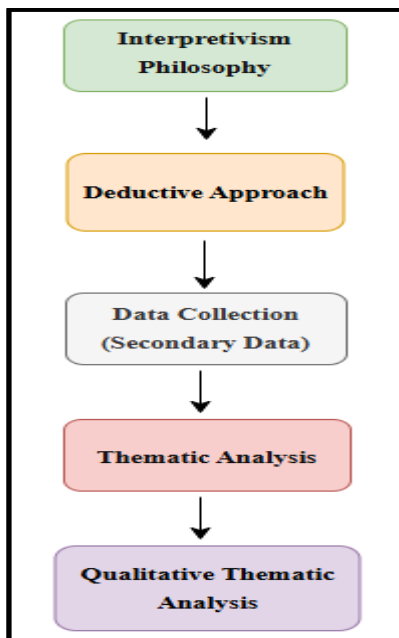 Interpretivism
Philosophy
Deductive Approach
Data Collection
(Secondary Data)
Thematic Analysis
Qualitative Thematic
Analysis